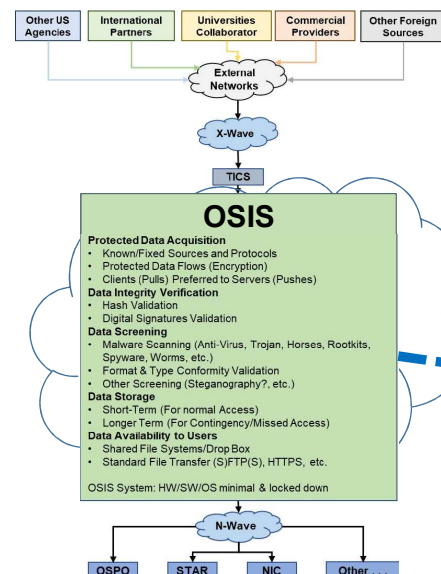 Other US
Agencies
International
Partners
Universities
Collaborator
Commercial
Providers
Other Foreign
Sources
External
Networks
X-Wave
TICS
OSIS
Protected Data Acquisition
• Known/Fixed Sources and Protocols
• Protected Data Flows (Encryption)
• Clients (Pulls) Preferred to Servers (Pushes)
Data Integrity Verification
• Hash Validation
• Digital Signatures Validation
Data Screening
• Malware Scanning (Anti-Virus, Trojan, Horses, Rootkits,
Spyware, Worms, etc.)
• Format & Type Conformity Validation
• Other Screening (Steganography?, etc.)
Data Storage
• Short-Term (For normal Access)
• Longer Term (For Contingency/Missed Access)
Data Availability to Users
• Shared File Systems/Drop Box
• Standard File Transfer (S)FTP(S), HTTPS, etc.
OSIS System: HW/SW/OS minimal & locked down
N-Wave
OSPO
STAR
NIC
Other ....